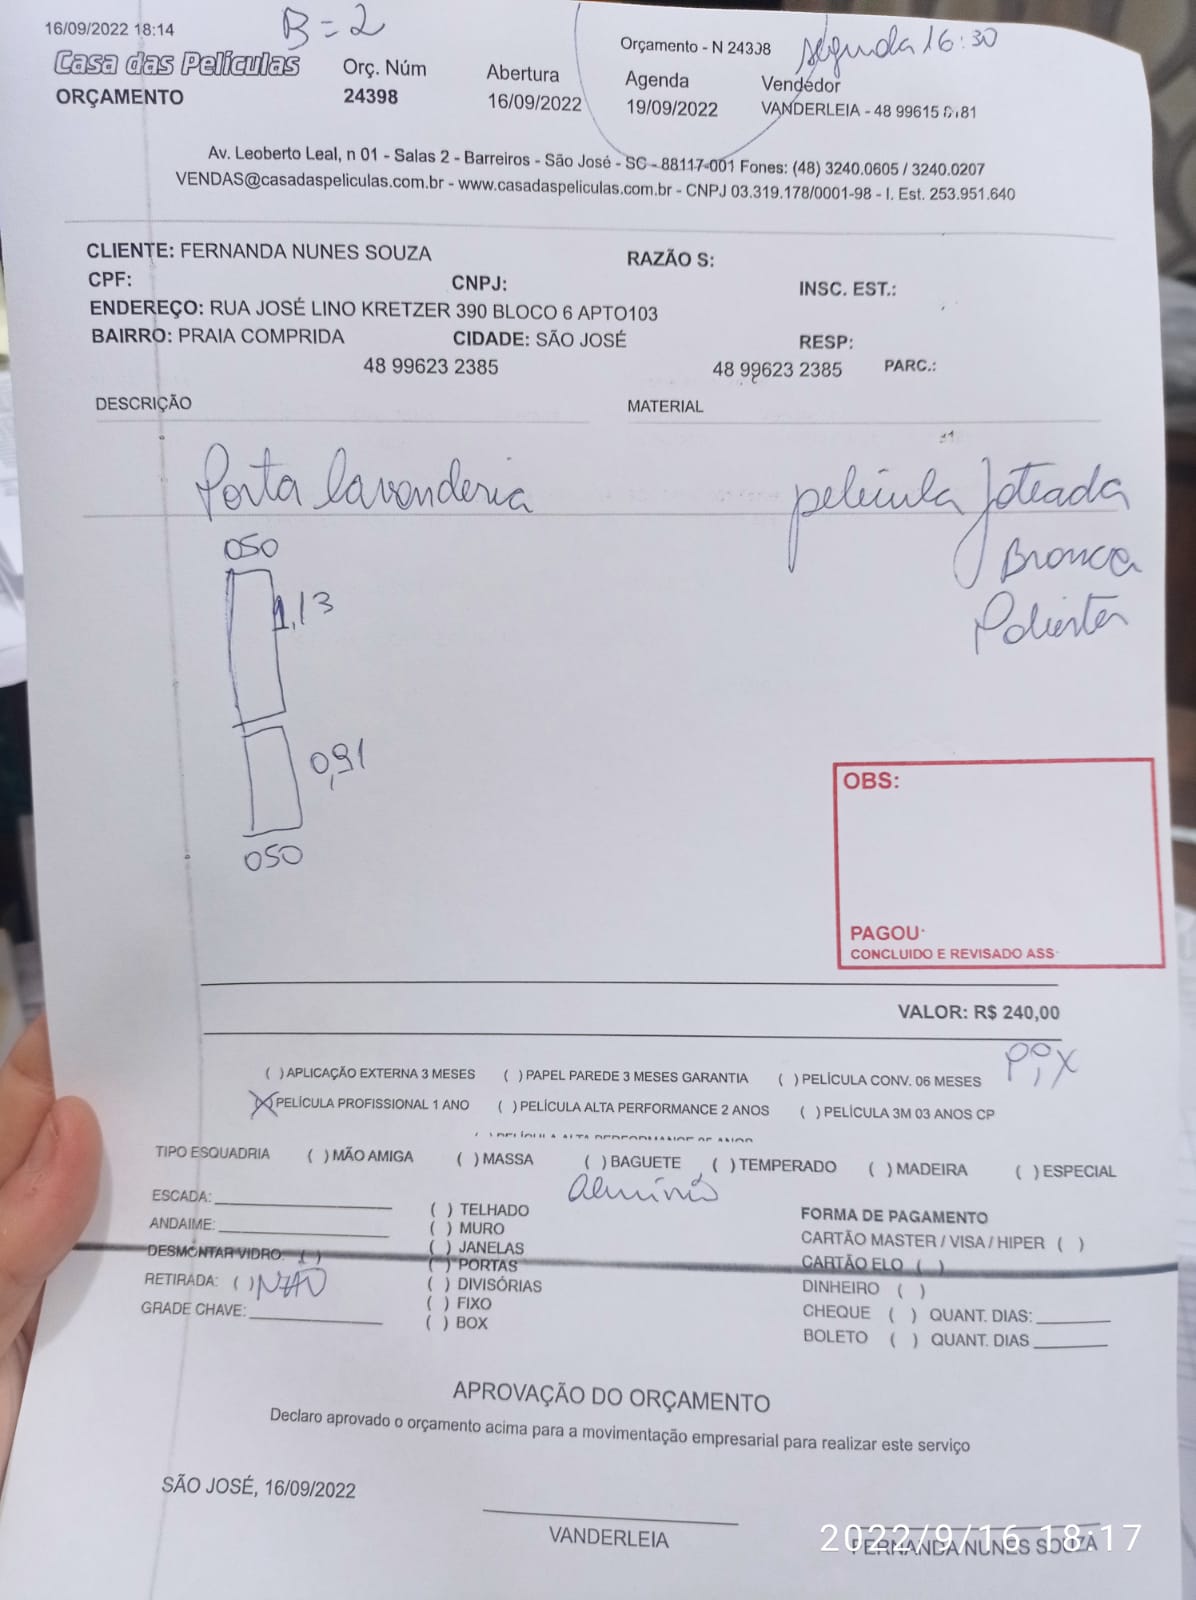 16/09/2022 18:14
B = 2
Orçamento - N 24398
segunda 16:30
Casa das Películas
Orç. Núm
Abertura
Agenda
Vendedor
ORÇAMENTO
24398
16/09/2022
19/09/2022
VANDERLEIA - 48 99615
Av. Leoberto Leal, n 01 - Salas 2 - Barreiros - São José - SC - 88117-001 Fones: (48) 3240.0605 / 3240.0207
VENDAS@casadaspeliculas.com.br - www.casadaspeliculas.com.br - CNPJ 03.319.178/0001-98 - I. Est. 253.951.640
CLIENTE: FERNANDA NUNES SOUZA
RAZÃO S:
CPF:
CNPJ:
INSC. EST.:
ENDEREÇO: RUA JOSÉ LINO KRETZER 390 BLOCO 6 APTO103
BAIRRO: PRAIA COMPRIDA
CIDADE: SÃO JOSÉ
RESP:
48 99623 2385
48 99623 2385
PARC.:
DESCRIÇÃO
MATERIAL
Porta lavanderia
película Joteada
Branca
Poliester
050
1,13
0,91
050
OBS:
PAGOU:
CONCLUIDO E REVISADO ASS:
VALOR: R$ 240,00
Pix
( ) APLICAÇÃO EXTERNA 3 MESES ( ) PAPEL PAREDE 3 MESES GARANTIA ( ) PELÍCULA CONV. 06 MESES
(X) PELÍCULA PROFISSIONAL 1 ANO ( ) PELÍCULA ALTA PERFORMANCE 2 ANOS ( ) PELÍCULA 3M 03 ANOS CP
TIPO ESQUADRIA ( ) MÃO AMIGA ( ) MASSA ( ) BAGUETE ( ) TEMPERADO ( ) MADEIRA ( ) ESPECIAL
aluminio
ESCADA:
( ) TELHADO
FORMA DE PAGAMENTO
ANDAIME:
( ) MURO
CARTÃO MASTER / VISA / HIPER ( )
DESMONTAR VIDRO: ( )
( ) JANELAS
( ) PORTAS
CARTÃO ELO ( )
RETIRADA: ( ) NÃO
( ) DIVISÓRIAS
DINHEIRO ( )
GRADE CHAVE:
( ) FIXO
CHEQUE ( ) QUANT. DIAS:
( ) BOX
BOLETO ( ) QUANT. DIAS
APROVAÇÃO DO ORÇAMENTO
Declaro aprovado o orçamento acima para a movimentação empresarial para realizar este serviço
SÃO JOSÉ, 16/09/2022
VANDERLEIA
FERNANDA NUNES SOUZA
2022/9/16 18:17